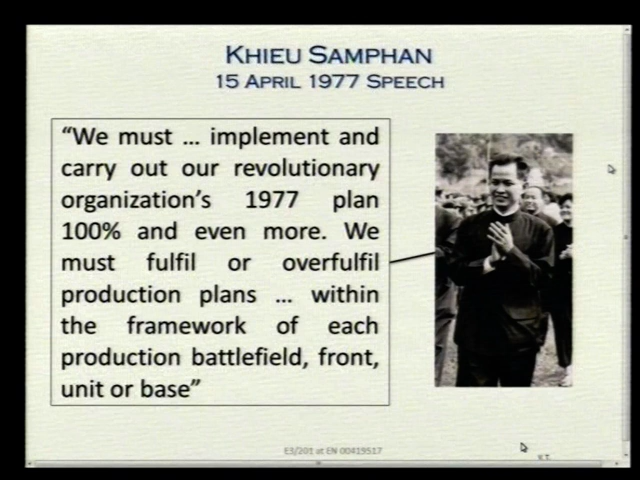 KHIEU SAMPHAN
15 APRIL 1977 SPEECH
“We must ... implement and
carry out our revolutionary
organization’s 1977 plan
100% and even more. We
must fulfil or overfulfil
production plans ... within
the framework of each
production battlefield, front,
unit or base”
E3/201 at EN 00419517